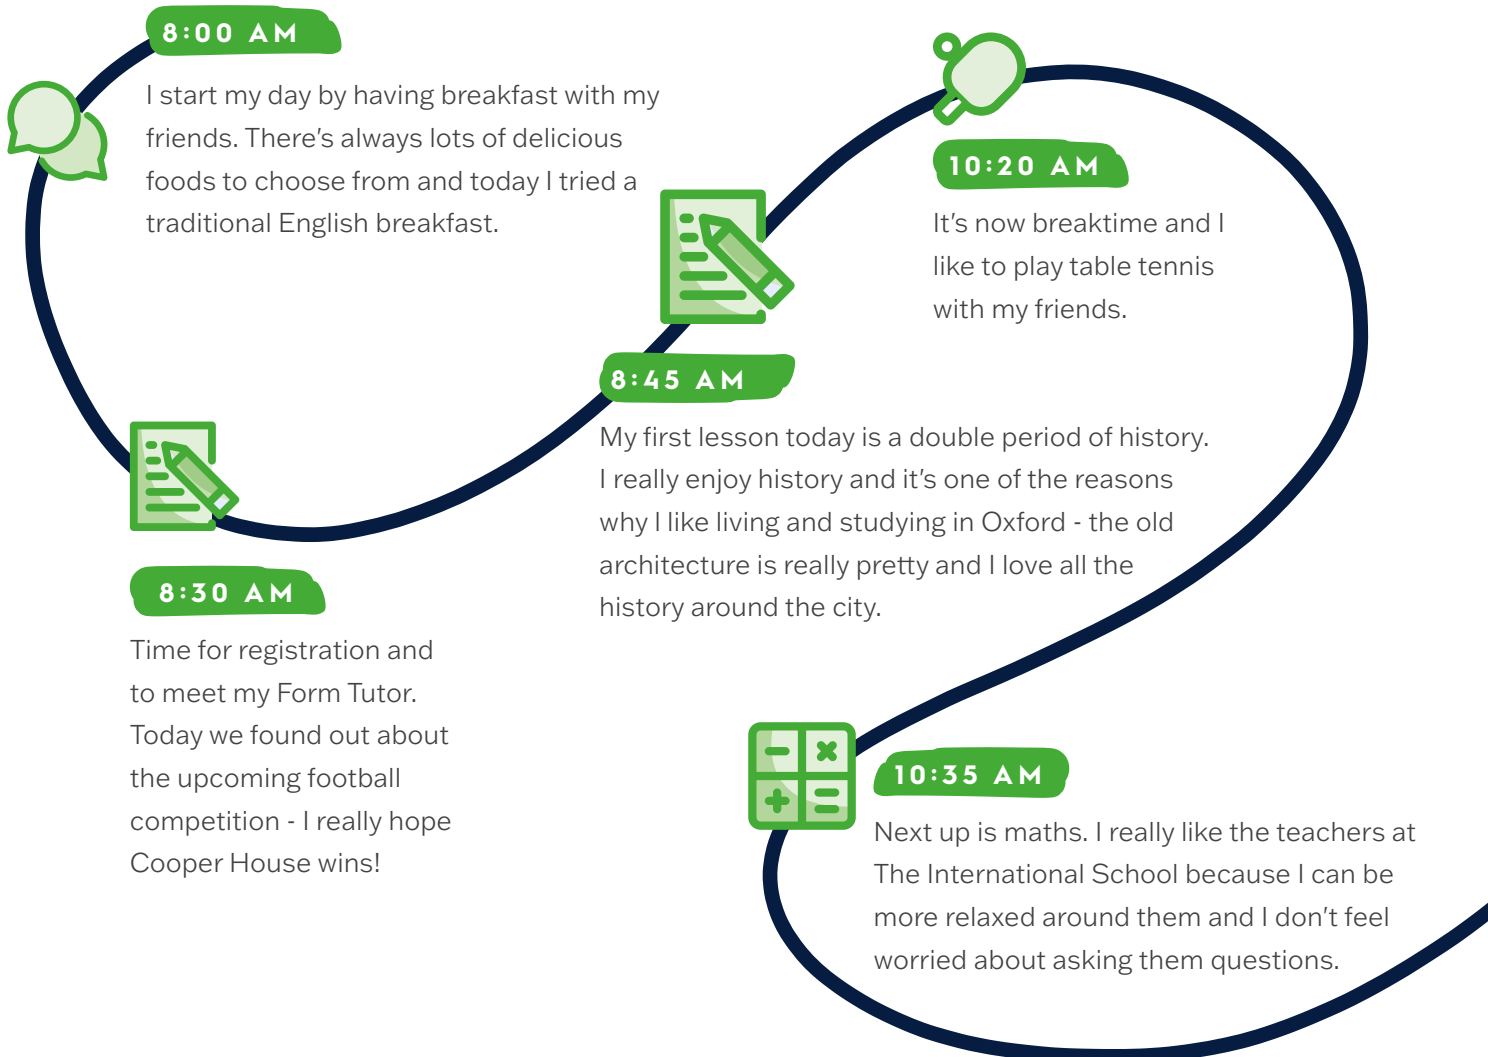 8:00 AM
I start my day by having breakfast with my
friends. There's always lots of delicious
foods to choose from and today I tried a
traditional English breakfast.
8:30 AM
Time for registration and
to meet my Form Tutor.
Today we found out about
the upcoming football
competition - I really hope
Cooper House wins!
8:45 AM
My first lesson today is a double period of history.
I really enjoy history and it's one of the reasons
why I like living and studying in Oxford - the old
architecture is really pretty and I love all the
history around the city.
10:20 AM
It's now breaktime and I
like to play table tennis
with my friends.
10:35 AM
Next up is maths. I really like the teachers at
The International School because I can be
more relaxed around them and I don't feel
worried about asking them questions.